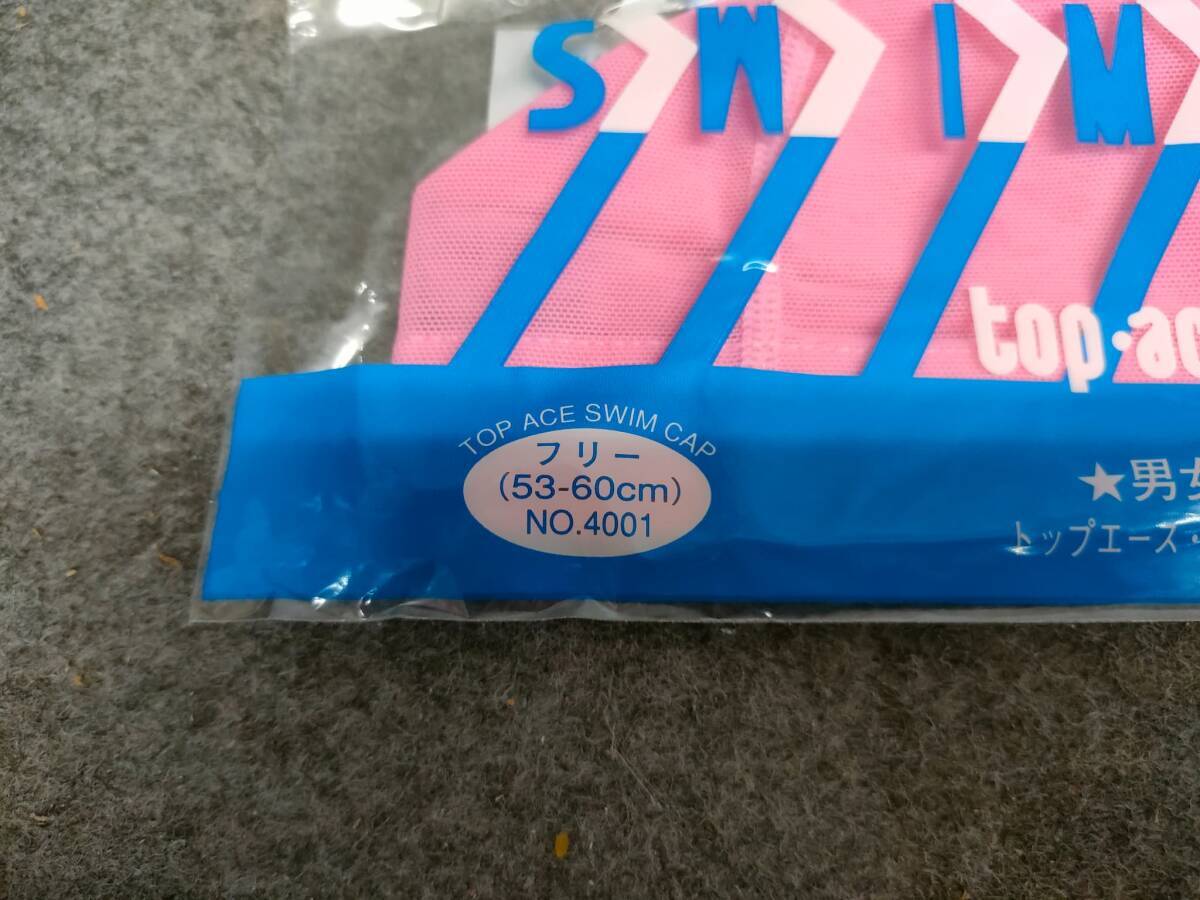 SWIM
top·ac
TOP ACE SWIM CAP
フリー
(53-60cm)
NO.4001
★男女
トップエース・